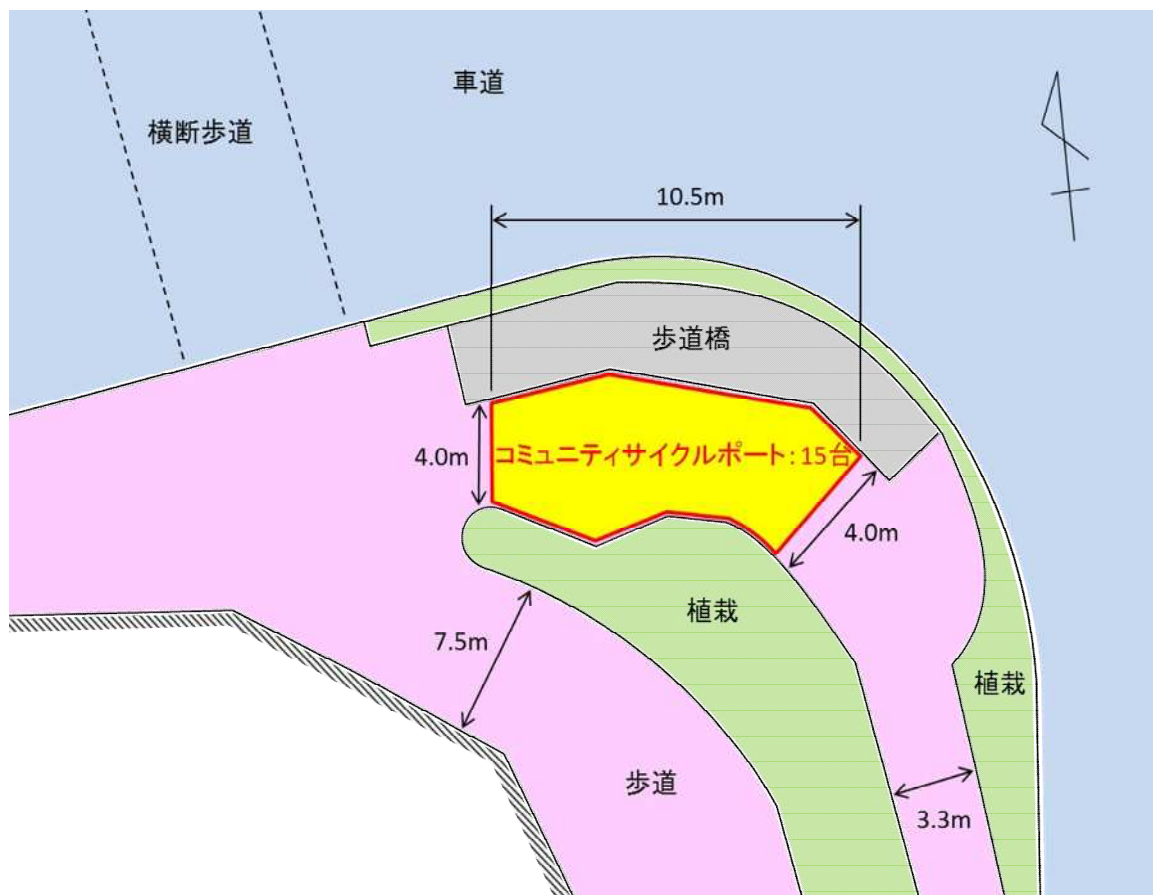 車道
横断歩道
10.5m
歩道橋
4.0m
コミュニティサイクルポート：15台
4.0m
植栽
7.5m
植栽
歩道
3.3m